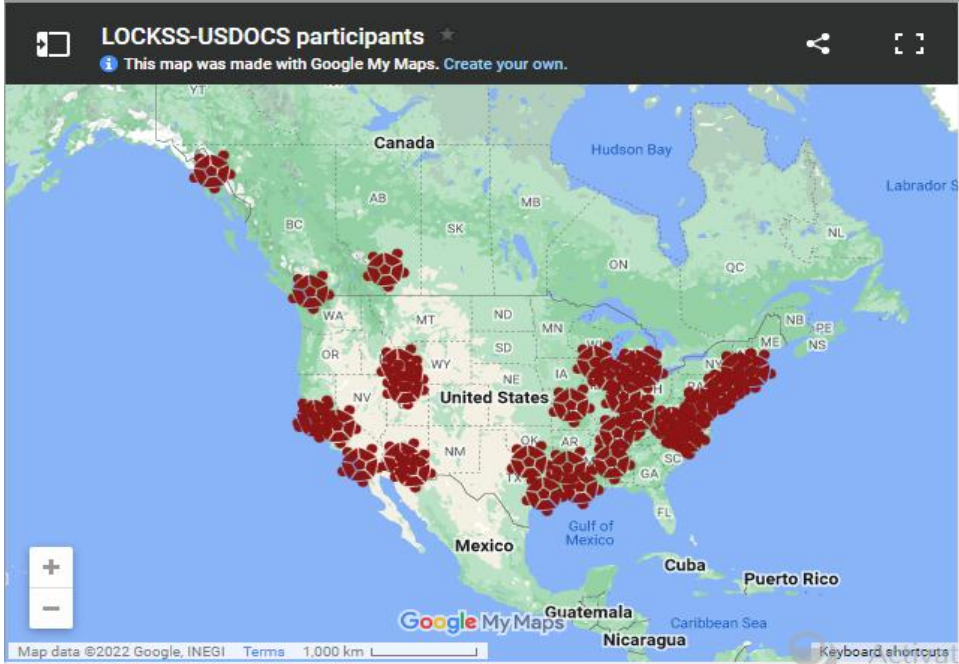 LOCKSS-USDOCS participants
This map was made with Google My Maps. Create your own.
YT
Canada
Hudson Bay
AB
MB
Labrador S
BC
SK
NL
ON
QC
WA
MT
ND
MN
NB
PE
ME
NS
OR
WY
SD
WI
NY
IA
PA
NE
H
NV
United States
OK
AR
NM
SC
TX
GA
FL
Gulf of
Mexico
Mexico
Cuba
Puerto Rico
Google My Maps
Guatemala
Caribbean Sea
Nicaragua
Map data ©2022 Google, INEGI
Terms
1,000 km
Keyboard shortcuts